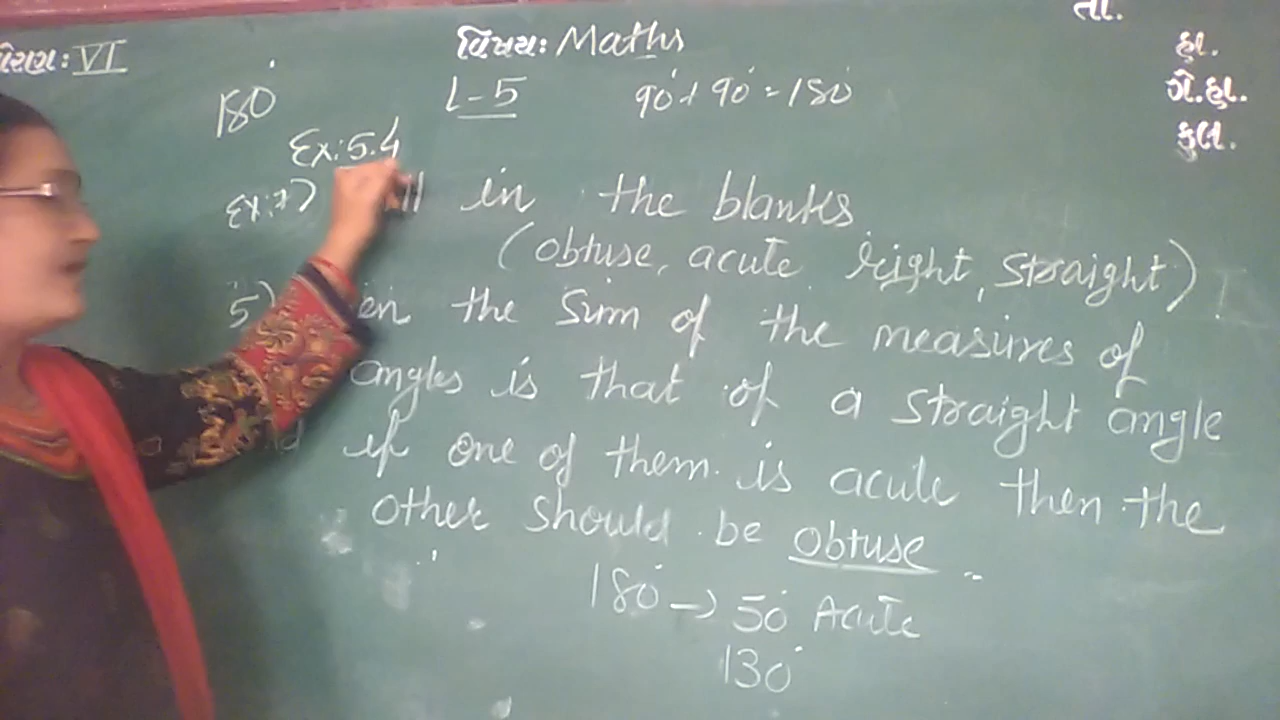 તા.
: VI
વિષય: Maths
હા.
180°
L-5
90°+ 90° = 180°
ગે.હા.
કુલ.
Ex: 5.4
Ex: 7) ll in the blanks
(obtuse, acute right, straight)
5) en the sum of the measures of
angles is that of a straight angle
d if one of them is acute then the
other should be obtuse
180° → 50° Acute
130°